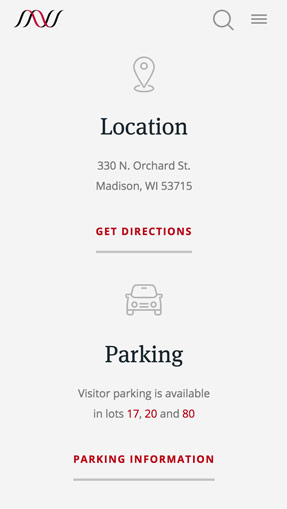 Location
330 N. Orchard St.
Madison, WI 53715
GET DIRECTIONS
Parking
Visitor parking is available
in lots 17, 20 and 80
PARKING INFORMATION